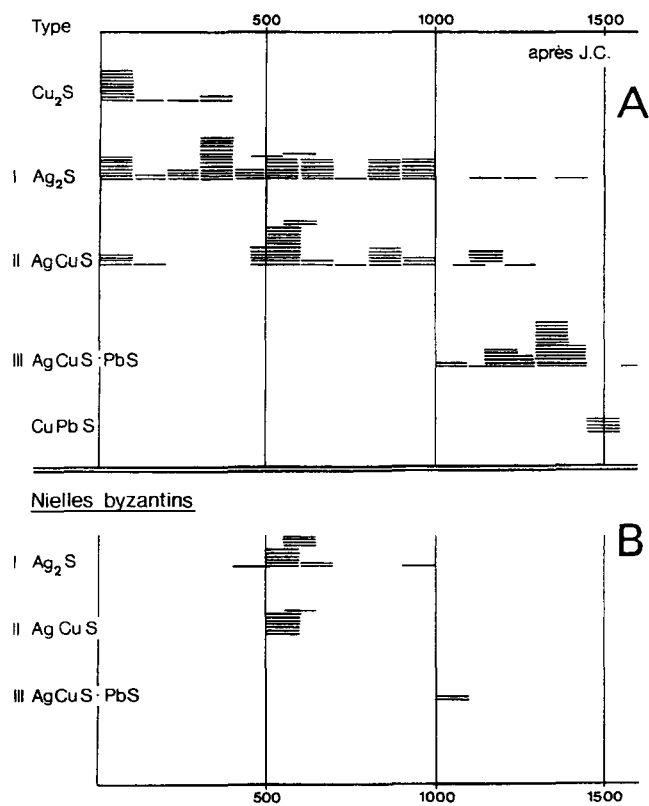 Type 500 1000 1500
après J.C.
A
Cu₂S
I Ag₂S
II AgCuS
III AgCuS·PbS
CuPbS
Nielles byzantins
B
I Ag₂S
II AgCuS
III AgCuS·PbS
500 1000 1500